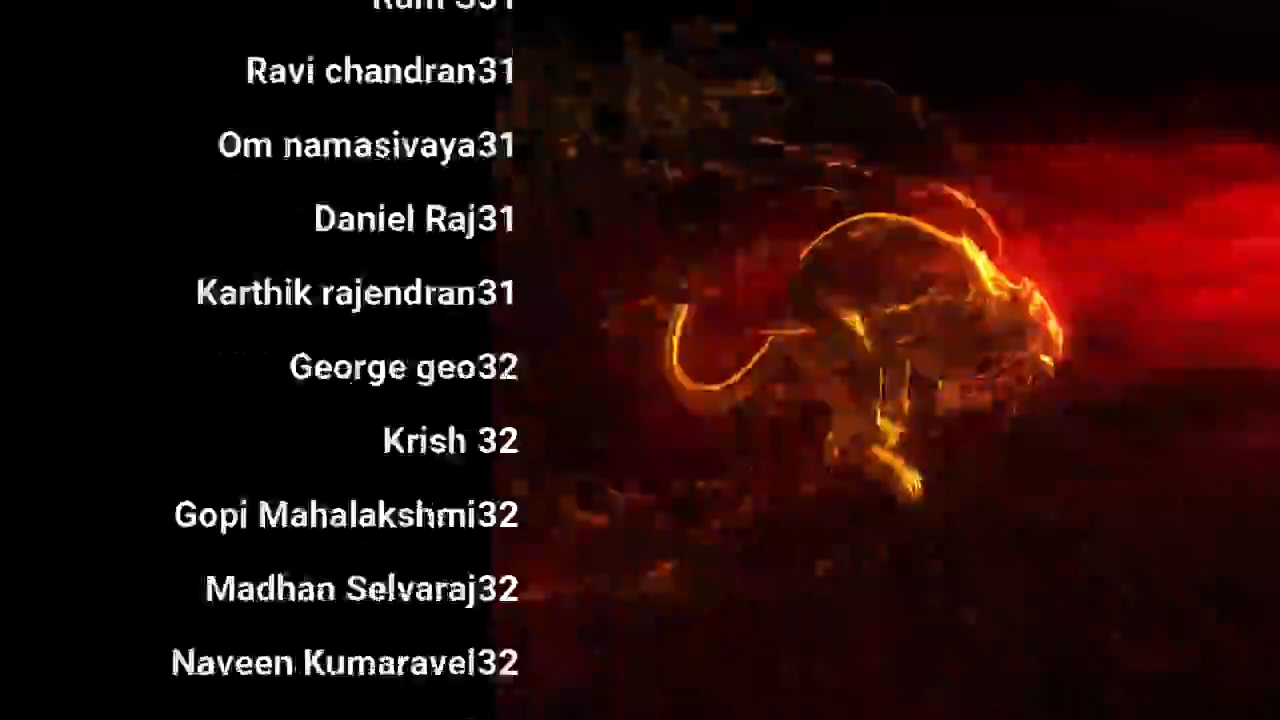 Ravi chandran31
Om namasivaya31
Daniel Raj31
Karthik rajendran31
George geo32
Krish 32
Gopi Mahalakshmi32
Madhan Selvaraj32
Naveen Kumaravel32